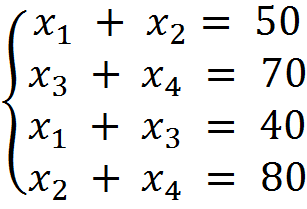 x₁ + x₂ = 50
x₃ + x₄ = 70
x₁ + x₃ = 40
x₂ + x₄ = 80